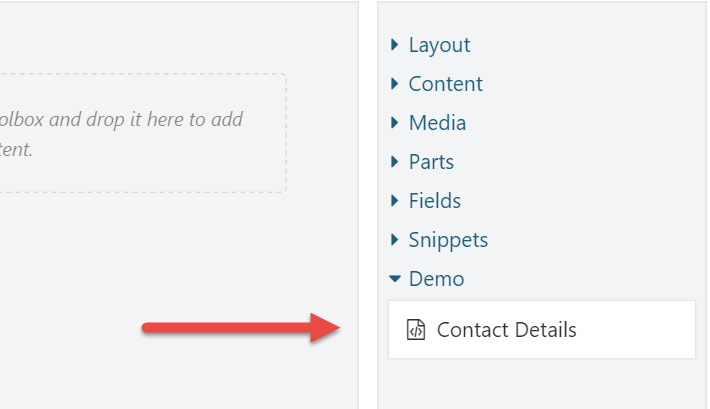 olbox and drop it here to add
tent.
Layout
Content
Media
Parts
Fields
Snippets
Demo
Contact Details